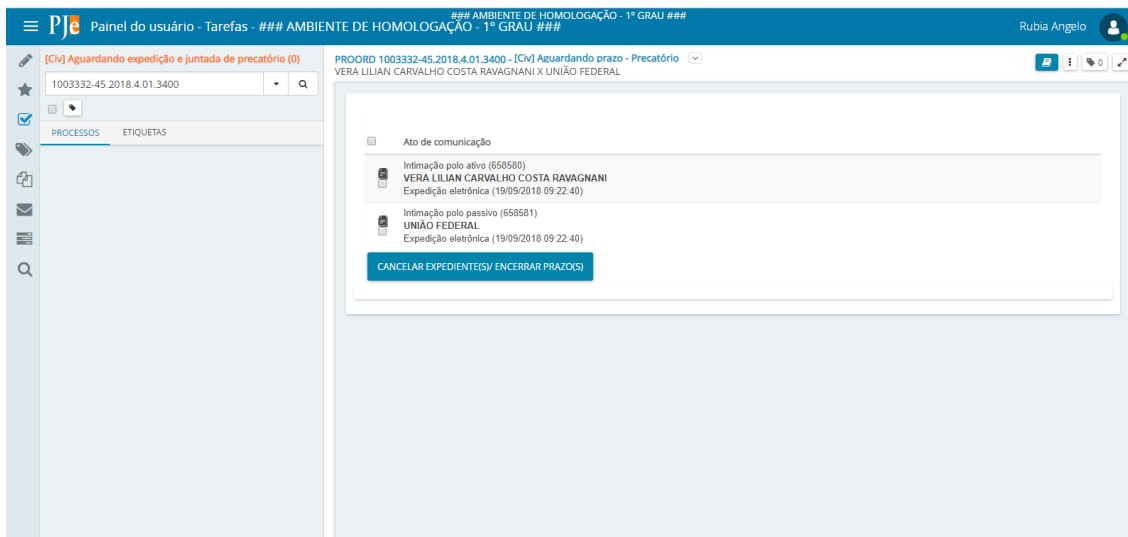 ### AMBIENTE DE HOMOLOGAÇÃO - 1º GRAU ###
PJe Painel do usuário - Tarefas - ### AMBIENTE DE HOMOLOGAÇÃO - 1º GRAU ###
Rubia Angelo
[Civ] Aguardando expedição e juntada de precatório (0)
1003332-45.2018.4.01.3400
PROCESSOS ETIQUETAS
PROORD 1003332-45.2018.4.01.3400 - [Civ] Aguardando prazo - Precatório
VERA LILIAN CARVALHO COSTA RAVAGNANI X UNIÃO FEDERAL
0
Ato de comunicação
Intimação polo ativo (658580)
VERA LILIAN CARVALHO COSTA RAVAGNANI
Expedição eletrônica (19/09/2018 09:22:40)
Intimação polo passivo (658581)
UNIÃO FEDERAL
Expedição eletrônica (19/09/2018 09:22:40)
CANCELAR EXPEDIENTE(S)/ ENCERRAR PRAZO(S)